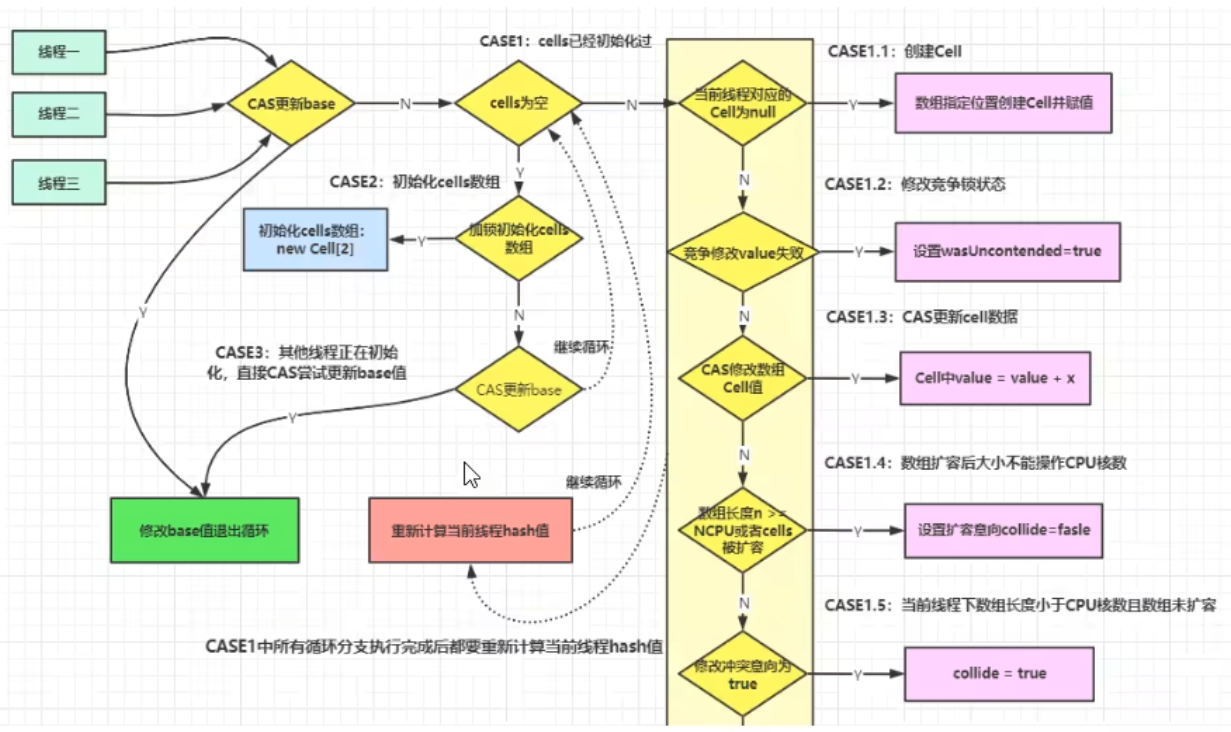 线程一
线程二
线程三
CAS更新base
N
Y
CASE1：cells已经初始化过
cells为空
N
Y
CASE2：初始化cells数组
加锁初始化cells
数组
Y
初始化cells数组：
new Cell[2]
N
CASE3：其他线程正在初始
化，直接CAS尝试更新base值
CAS更新base
Y
继续循环
修改base值退出循环
重新计算当前线程hash值
继续循环
CASE1中所有循环分支执行完成后都要重新计算当前线程hash值
当前线程对应的
Cell为null
Y
CASE1.1：创建Cell
数组指定位置创建Cell并赋值
N
CASE1.2：修改竞争锁状态
竞争修改value失败
Y
设置wasUncontended=true
N
CASE1.3：CAS更新cell数据
CAS修改数组
Cell值
Y
Cell中value = value + x
N
CASE1.4：数组扩容后大小不能操作CPU核数
数组长度n >=
NCPU或者cells
被扩容
Y
设置扩容意向collide=fasle
N
CASE1.5：当前线程下数组长度小于CPU核数且数组未扩容
修改冲突意向为
true
Y
collide = true